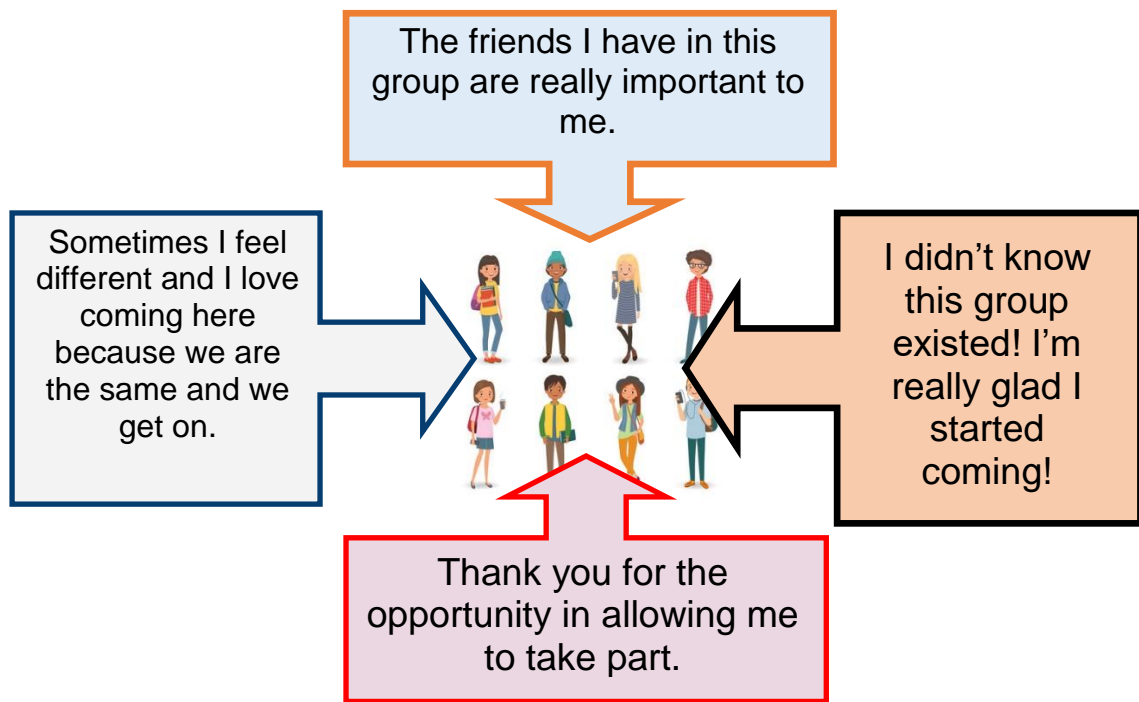 The friends I have in this
group are really important to
me.
Sometimes I feel
different and I love
coming here
because we are
the same and we
get on.
I didn’t know
this group
existed! I’m
really glad I
started
coming!
Thank you for the
opportunity in allowing me
to take part.